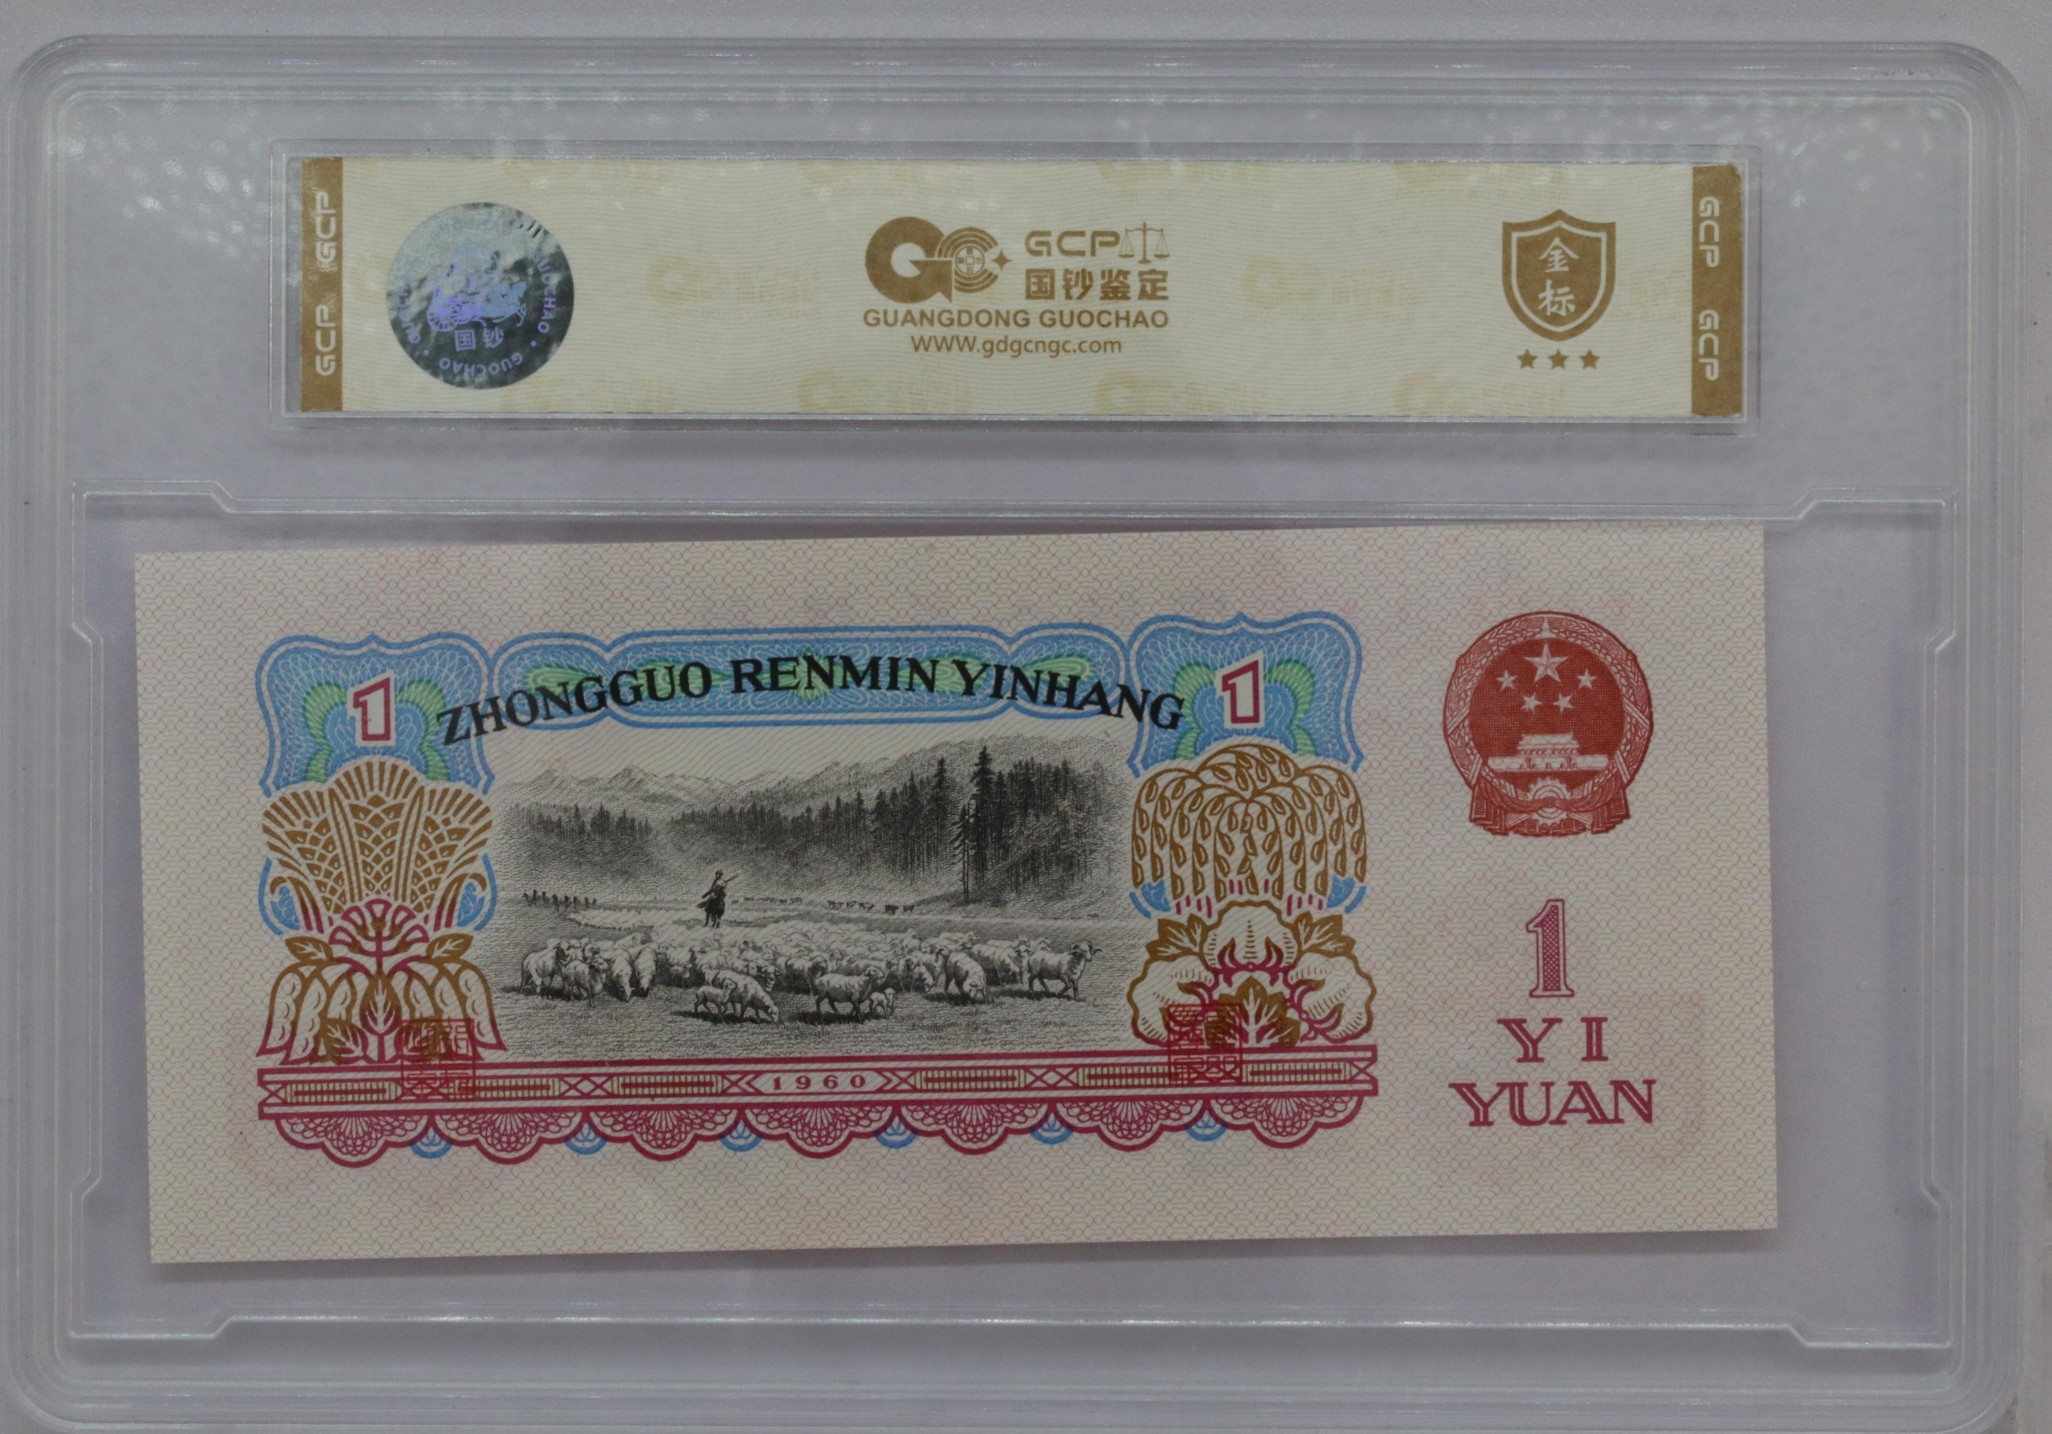 GCP GCP
国钞
GUOCHAO
GCP
国钞鉴定
GUANGDONG GUOCHAO
WWW.gdgcngc.com
金
标
GCP GCP
1
ZHONGGUO RENMIN YINHANG
1
1960
1
YI
YUAN